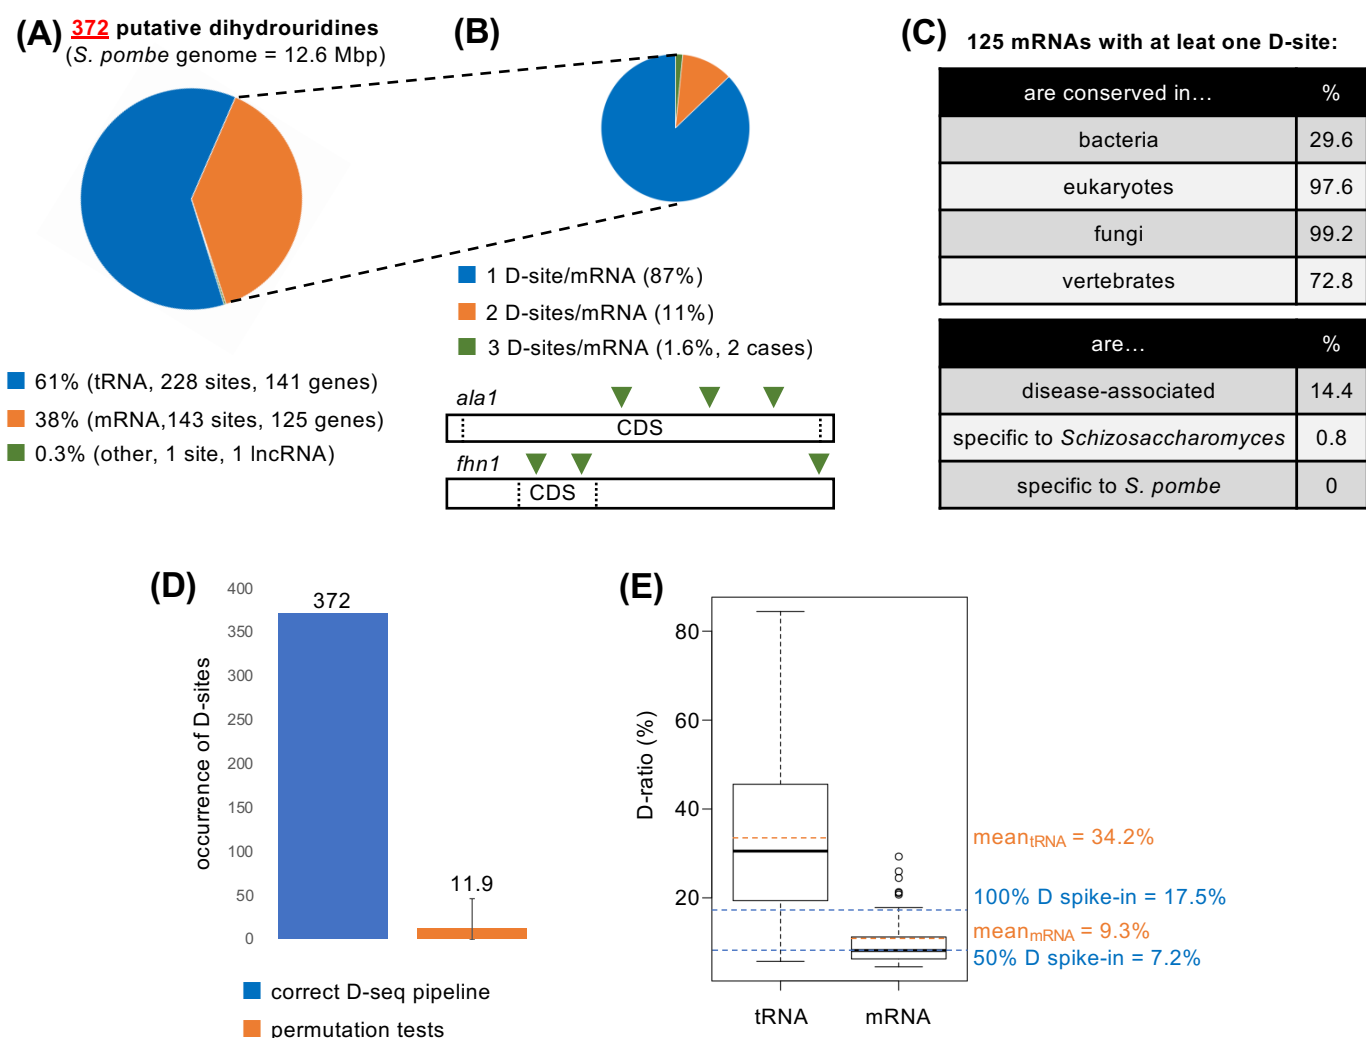 (A) 372 putative dihydrouridines
(S. pombe genome = 12.6 Mbp)
61% (tRNA, 228 sites, 141 genes)
38% (mRNA,143 sites, 125 genes)
0.3% (other, 1 site, 1 lncRNA)
(B)
1 D-site/mRNA (87%)
2 D-sites/mRNA (11%)
3 D-sites/mRNA (1.6%, 2 cases)
ala1
CDS
fhn1
CDS
(C) 125 mRNAs with at leat one D-site:
are conserved in… %
bacteria 29.6
eukaryotes 97.6
fungi 99.2
vertebrates 72.8
are… %
disease-associated 14.4
specific to Schizosaccharomyces 0.8
specific to S. pombe 0
(D)
occurrence of D-sites
400
350
300
250
200
150
100
50
0
372
11.9
correct D-seq pipeline
permutation tests
(E)
D-ratio (%)
80
60
40
20
tRNA mRNA
meantRNA = 34.2%
100% D spike-in = 17.5%
meanmRNA = 9.3%
50% D spike-in = 7.2%